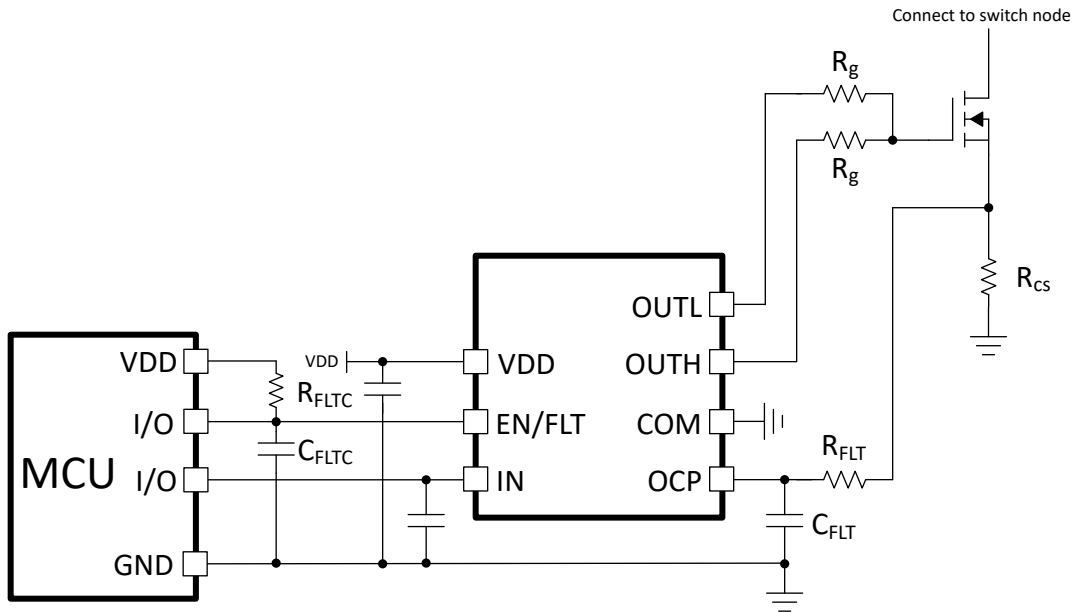 Connect to switch node
Rg
Rg
Rcs
OUTL
VDD
VDD
VDD
OUTH
RFLTC
I/O
EN/FLT
COM
RFLT
CFLTC
MCU
I/O
IN
OCP
CFLT
GND